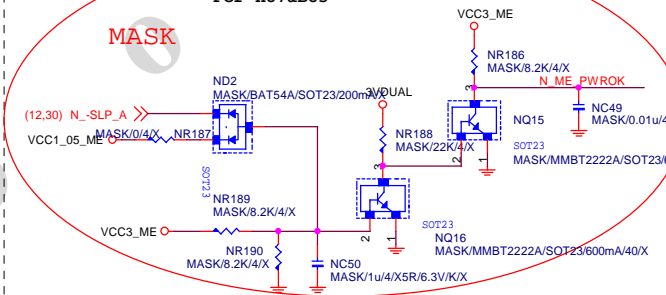 MASK
VCC3_ME
NR186
MASK/8.2K/4/X
N_ME_PWROK
ND2
MASK/BAT54A/SOT23/200mA/X
3VDUAL
(12,30) N_-SLP_A
VCC1_05_ME
MASK/0/4/X
NR187
NR188
MASK/22K/4/X
3
NQ15
NC49
MASK/0.01u/4
2
1
SOT23
MASK/MMBT2222A/SOT23/6
SOT23
NR189
MASK/8.2K/4/X
3
VCC3_ME
2
1
SOT23
NQ16
MASK/MMBT2222A/SOT23/600mA/40/X
NR190
MASK/8.2K/4/X
NC50
MASK/1u/4/X5R/6.3V/K/X